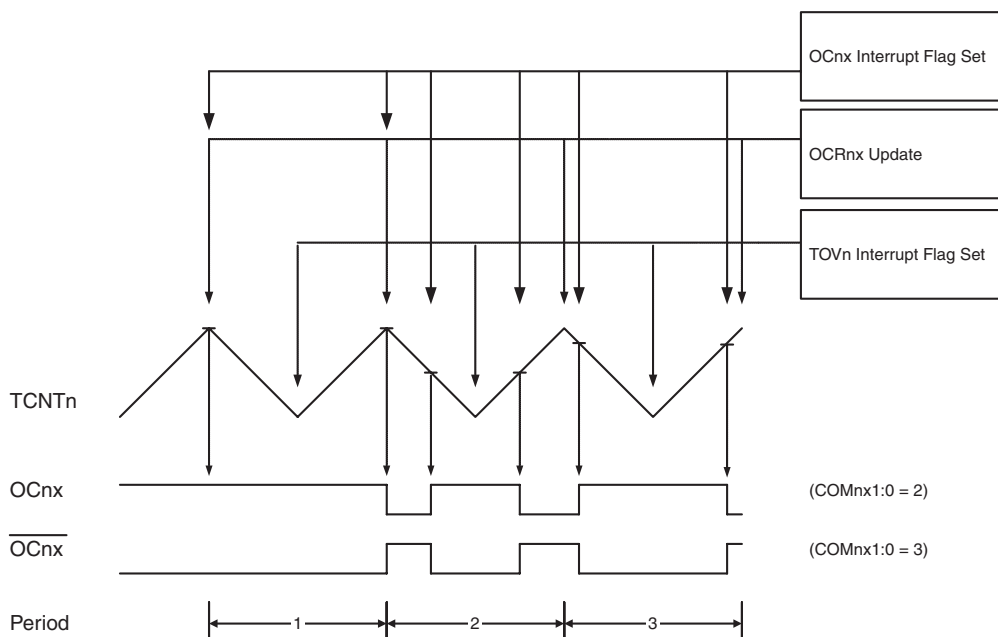 OCnx Interrupt Flag Set
OCRnx Update
TOVn Interrupt Flag Set
TCNTn
OCnx
(COMnx1:0 = 2)
OCnx
(COMnx1:0 = 3)
Period
1
2
3